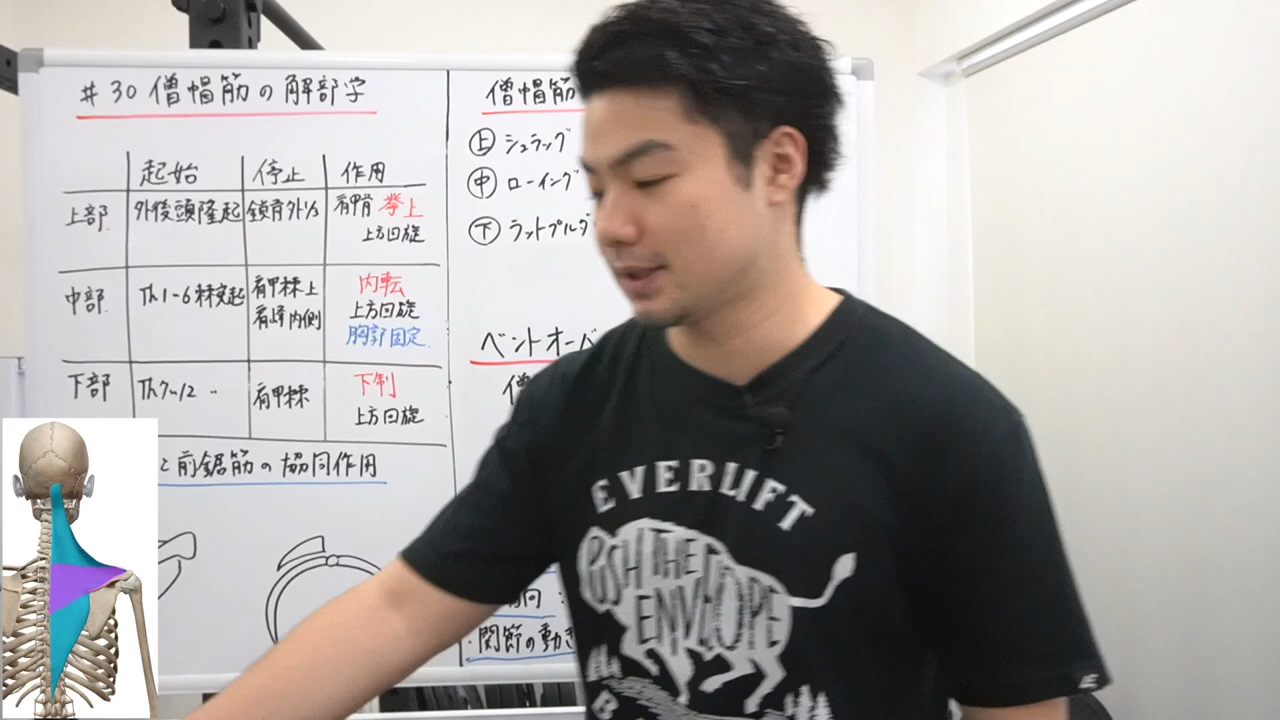 #30 僧帽筋の解部学
起始 停止 作用
上部 外後頭隆起 鎖骨外1/3 肩甲骨 挙上
上方回旋
中部 Th1-6棘突起 肩甲棘上 肩峰内側 内転
上方回旋
胸郭固定
下部 Th7~12 〃 肩甲棘 下制
上方回旋
と前鋸筋の協同作用
僧帽筋
上 シュラッグ
中 ローイング
下 ラットプルダ
ベントオーバ
僧
向:
・関節の動き
EVERLIFT
PUSH THE
ENVELOPE